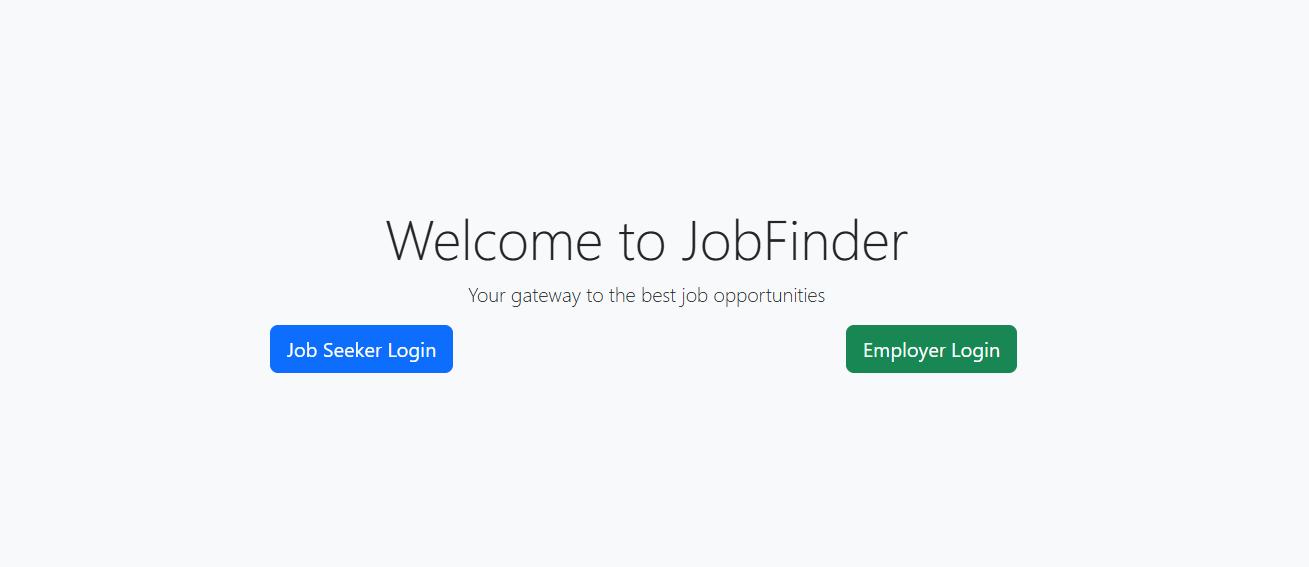 Welcome to JobFinder
Your gateway to the best job opportunities
Job Seeker Login
Employer Login